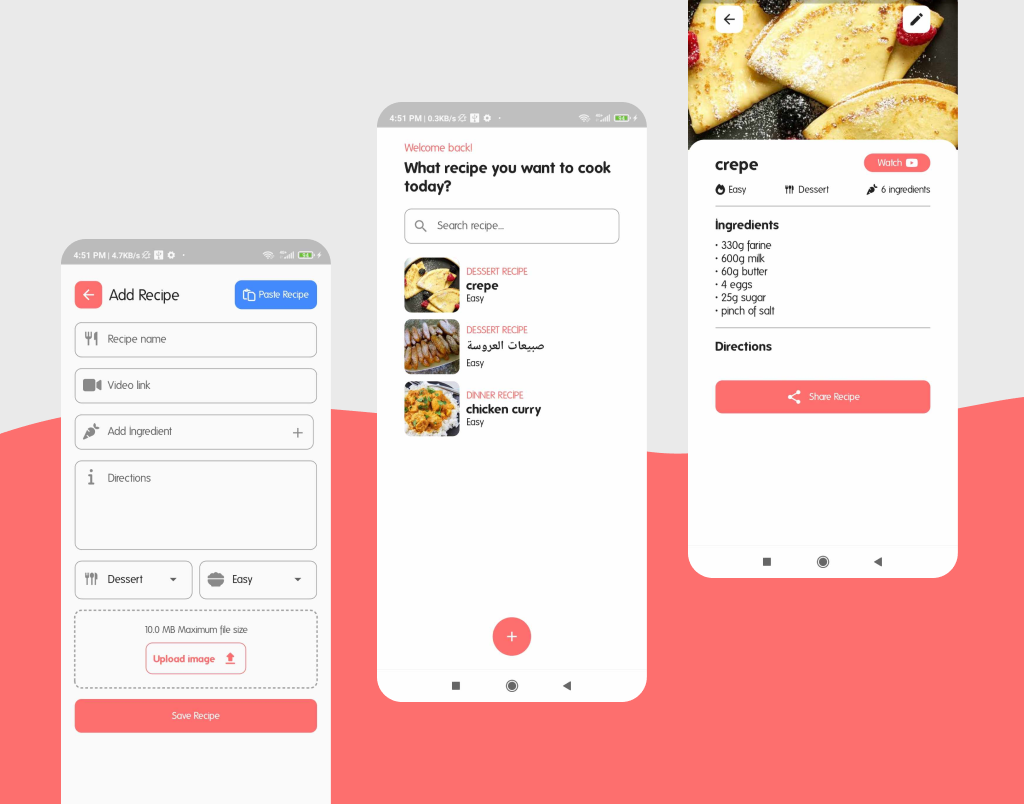 4:51 PM | 4.7KB/s
Add Recipe
Paste Recipe
Recipe name
Video link
Add Ingredient
Directions
Dessert
Easy
10.0 MB Maximum file size
Upload image
Save Recipe
4:51 PM | 0.3KB/s
Welcome back!
What recipe you want to cook
today?
Search recipe...
DESSERT RECIPE
crepe
Easy
DESSERT RECIPE
صبيعات العروسة
Easy
DINNER RECIPE
chicken curry
Easy
crepe
Watch
Easy
Dessert
6 ingredients
Ingredients
• 330g farine
• 600g milk
• 60g butter
• 4 eggs
• 25g sugar
• pinch of salt
Directions
Share Recipe